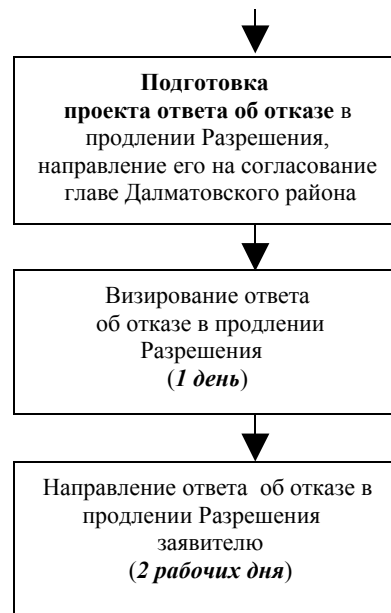 Подготовка
проекта ответа об отказе в
продлении Разрешения,
направление его на согласование
главе Далматовского района
Визирование ответа
об отказе в продлении
Разрешения
(1 день)
Направление ответа об отказе в
продлении Разрешения
заявителю
(2 рабочих дня)